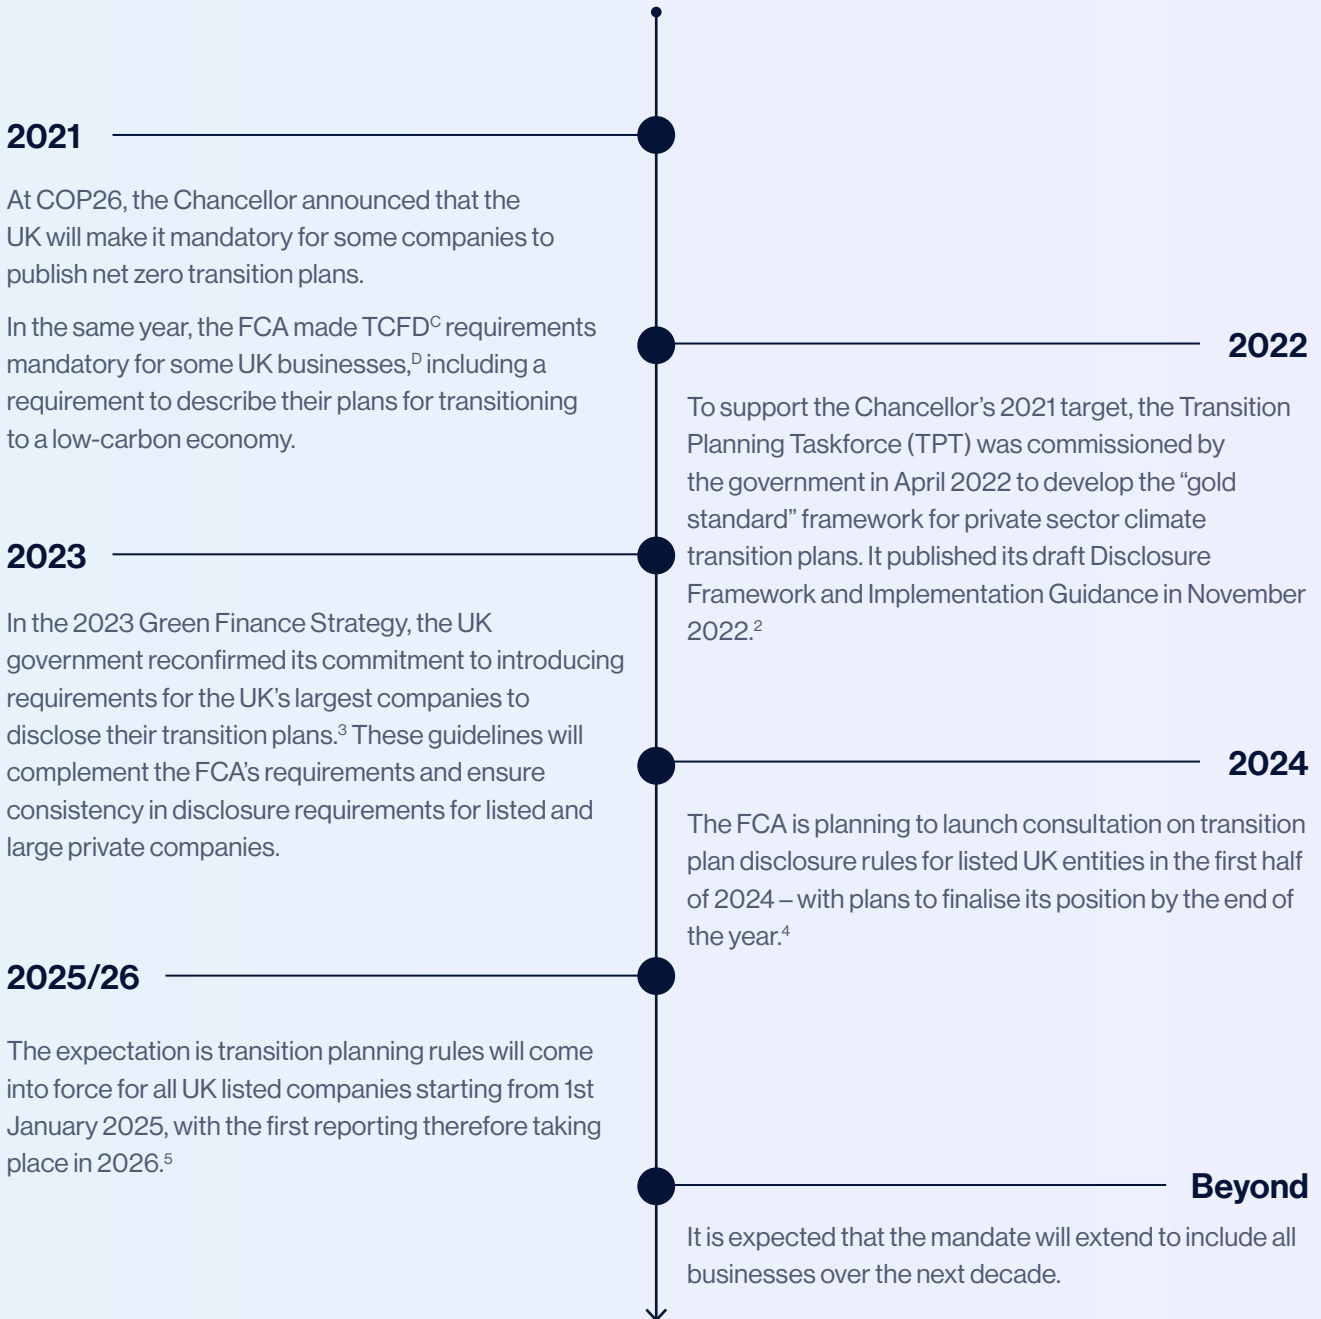 2021
At COP26, the Chancellor announced that the
UK will make it mandatory for some companies to
publish net zero transition plans.
In the same year, the FCA made TCFDᶜ requirements
mandatory for some UK businesses,ᴰ including a
requirement to describe their plans for transitioning
to a low-carbon economy.
2022
To support the Chancellor’s 2021 target, the Transition
Planning Taskforce (TPT) was commissioned by
the government in April 2022 to develop the “gold
standard” framework for private sector climate
transition plans. It published its draft Disclosure
Framework and Implementation Guidance in November
2022.²
2023
In the 2023 Green Finance Strategy, the UK
government reconfirmed its commitment to introducing
requirements for the UK’s largest companies to
disclose their transition plans.³ These guidelines will
complement the FCA’s requirements and ensure
consistency in disclosure requirements for listed and
large private companies.
2024
The FCA is planning to launch consultation on transition
plan disclosure rules for listed UK entities in the first half
of 2024 – with plans to finalise its position by the end of
the year.⁴
2025/26
The expectation is transition planning rules will come
into force for all UK listed companies starting from 1st
January 2025, with the first reporting therefore taking
place in 2026.⁵
Beyond
It is expected that the mandate will extend to include all
businesses over the next decade.